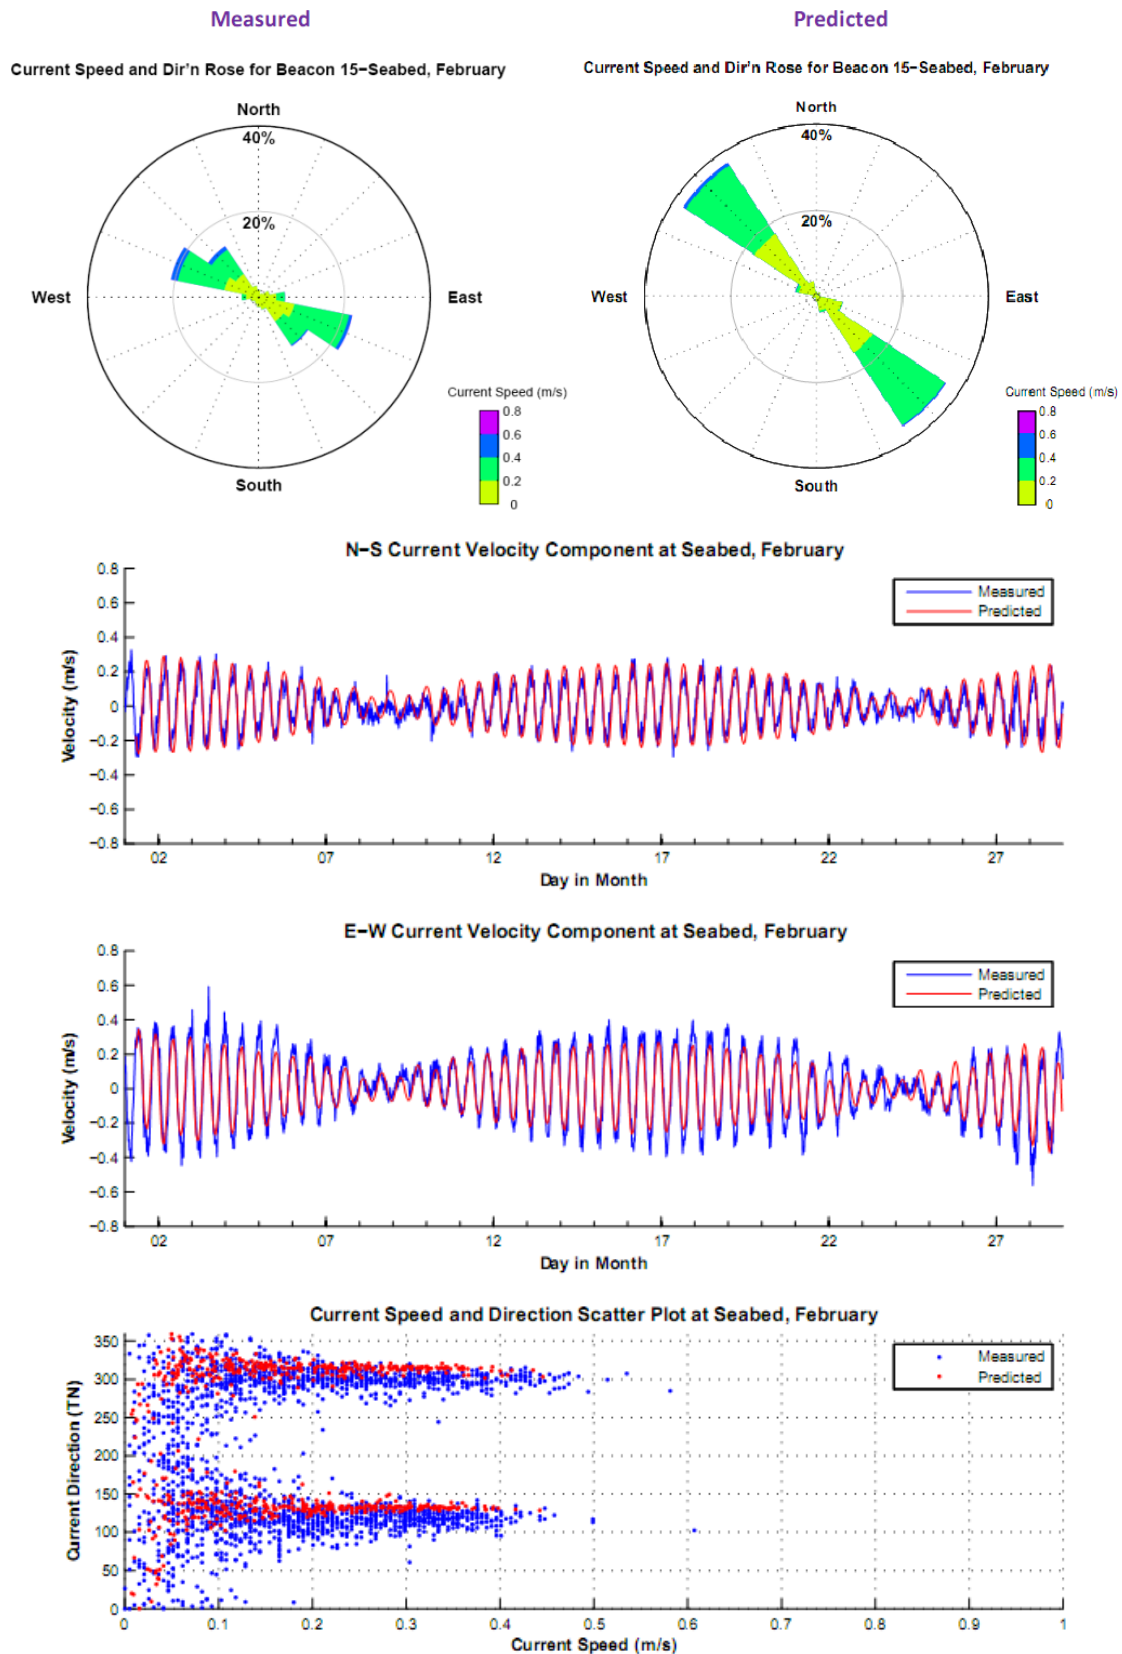 Measured
Predicted
Current Speed and Dir'n Rose for Beacon 15−Seabed, February
Current Speed and Dir'n Rose for Beacon 15−Seabed, February
North
40%
20%
West
East
South
Current Speed (m/s)
0.8
0.6
0.4
0.2
0
North
40%
20%
West
East
South
Current Speed (m/s)
0.8
0.6
0.4
0.2
0
N−S Current Velocity Component at Seabed, February
0.8
0.6
0.4
0.2
0
−0.2
−0.4
−0.6
−0.8
Velocity (m/s)
Measured
Predicted
02 07 12 17 22 27
Day in Month
E−W Current Velocity Component at Seabed, February
0.8
0.6
0.4
0.2
0
−0.2
−0.4
−0.6
−0.8
Velocity (m/s)
Measured
Predicted
02 07 12 17 22 27
Day in Month
Current Speed and Direction Scatter Plot at Seabed, February
350
300
250
200
150
100
50
0
Current Direction (TN)
Measured
Predicted
0 0.1 0.2 0.3 0.4 0.5 0.6 0.7 0.8 0.9 1
Current Speed (m/s)